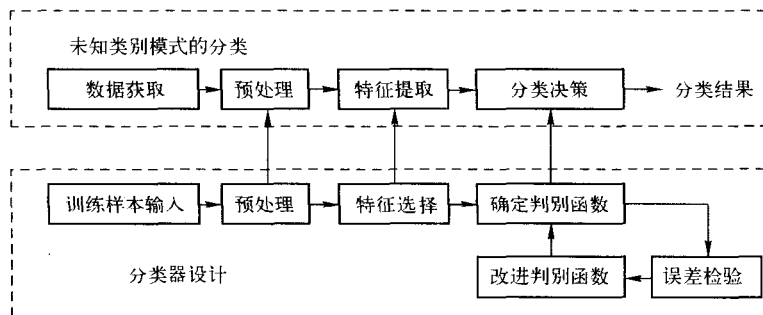 未知类别模式的分类
数据获取
预处理
特征提取
分类决策
分类结果
训练样本输入
预处理
特征选择
确定判别函数
分类器设计
改进判别函数
误差检验